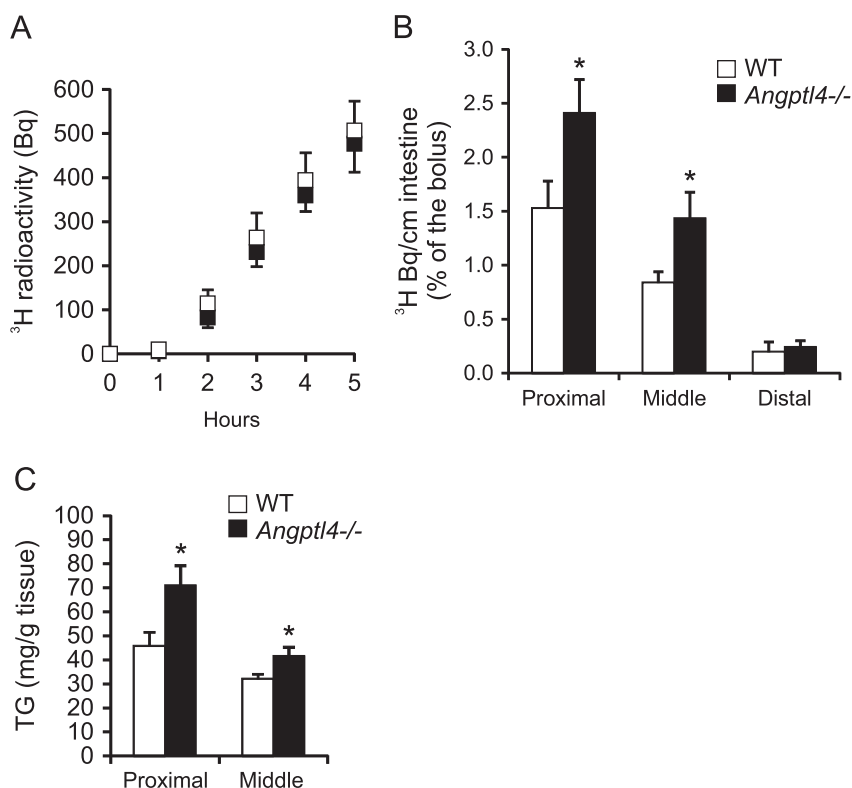 A
³H radioactivity (Bq)
600
500
400
300
200
100
0
0 1 2 3 4 5
Hours
B
³H Bq/cm intestine
(% of the bolus)
3.0
2.5
2.0
1.5
1.0
0.5
0.0
WT
Angptl4-/-
*
*
Proximal Middle Distal
C
WT
Angptl4-/-
TG (mg/g tissue)
100
90
80
70
60
50
40
30
20
10
0
*
*
Proximal Middle